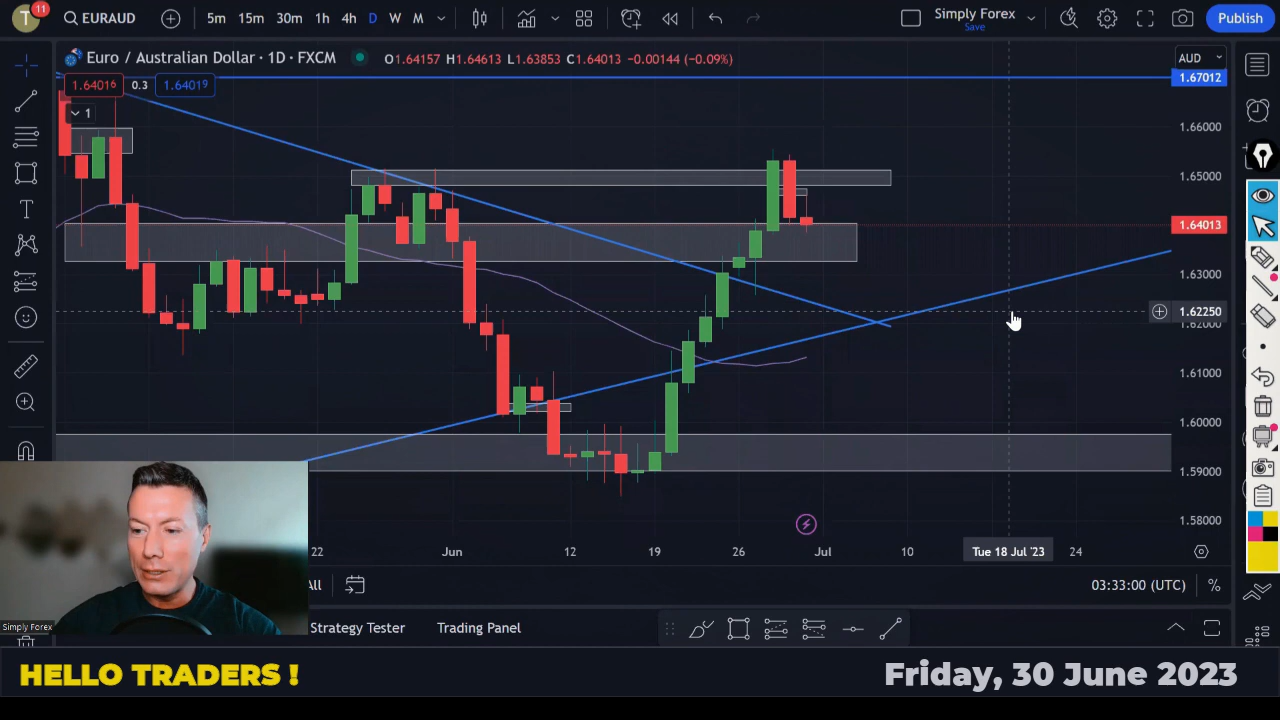 T 11 EURAUD 5m 15m 30m 1h 4h D W M Simply Forex Save Publish
Euro / Australian Dollar · 1D · FXCM O1.64157 H1.64613 L1.63853 C1.64013 −0.00144 (−0.09%) AUD
1.67012
1.64016 0.3 1.64019
1
1.66000
1.65000
1.64013
1.63000
1.62250
1.62000
1.61000
1.60000
1.59000
1.58000
22 Jun 12 19 26 Jul 10 Tue 18 Jul '23 24
All 03:33:00 (UTC) %
Simply Forex Strategy Tester Trading Panel
HELLO TRADERS ! Friday, 30 June 2023